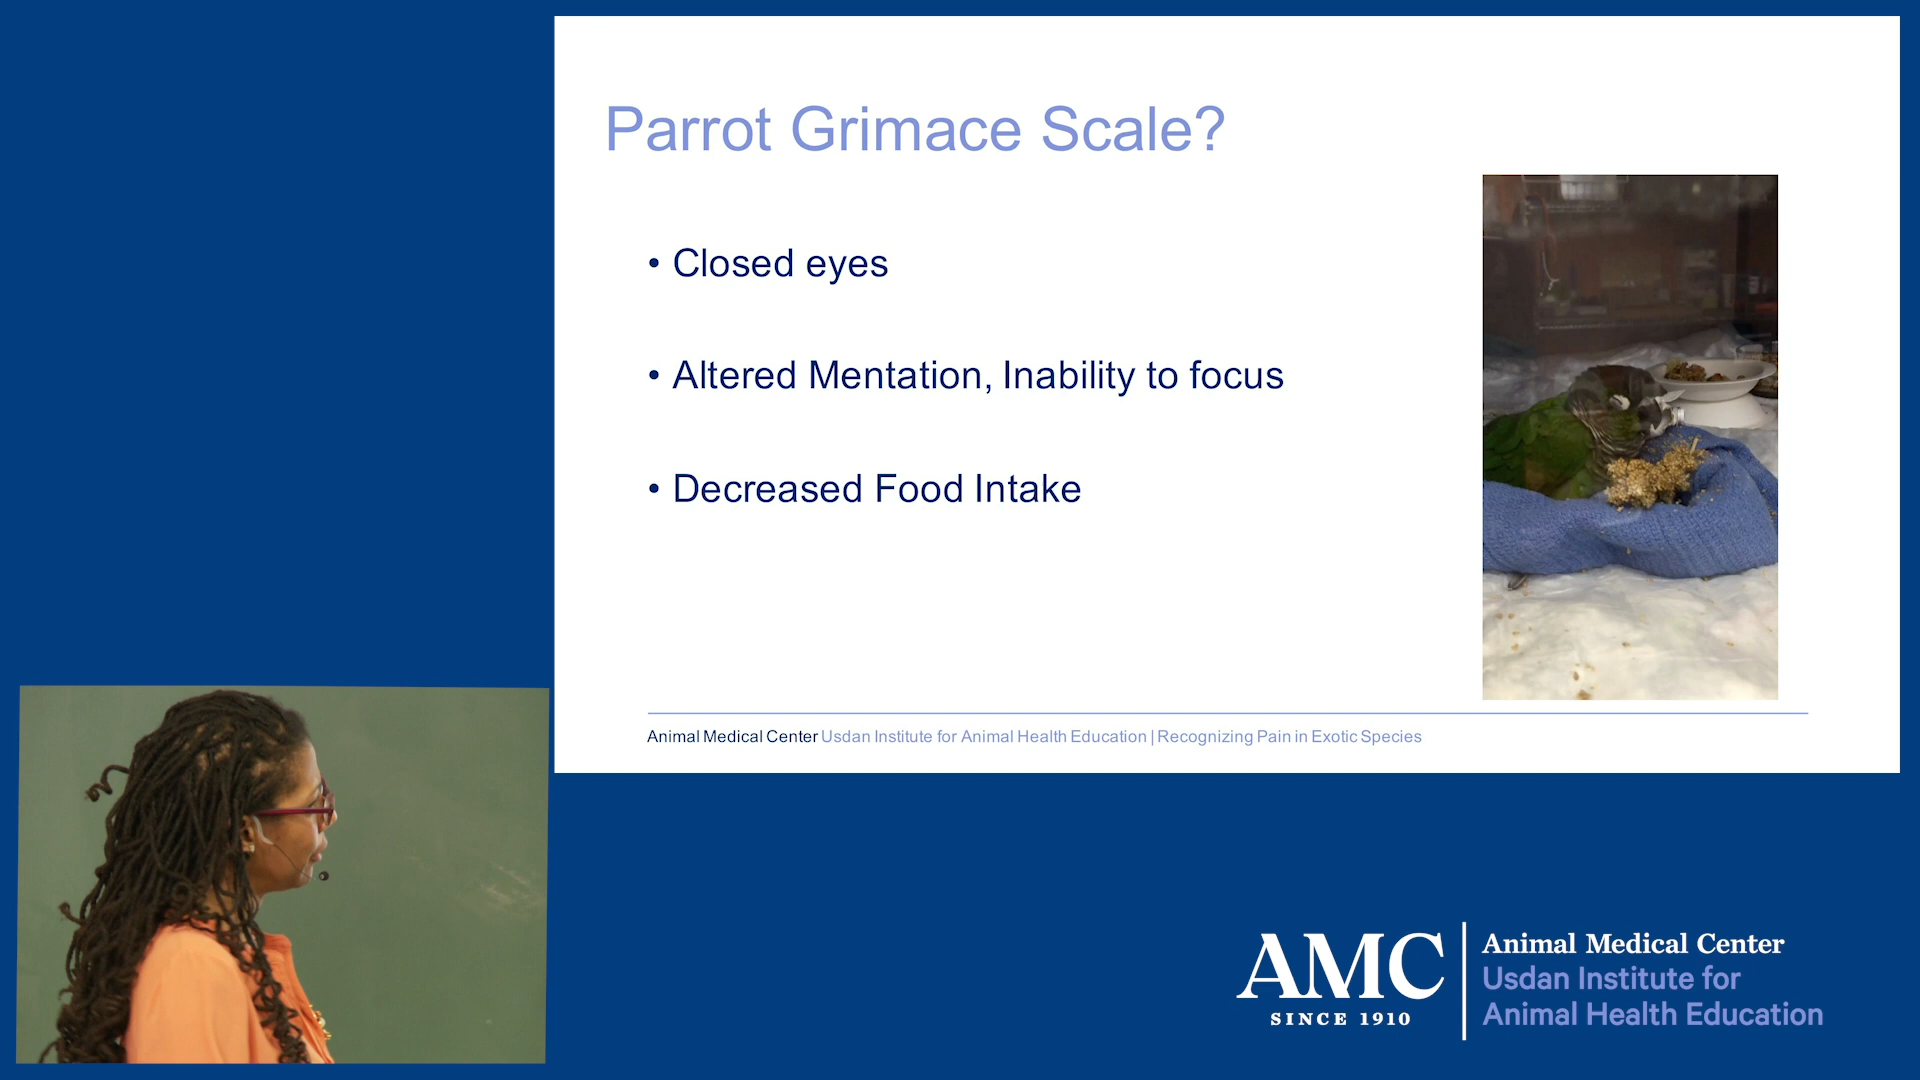 Parrot Grimace Scale?
• Closed eyes
• Altered Mentation, Inability to focus
• Decreased Food Intake
Animal Medical Center Usdan Institute for Animal Health Education | Recognizing Pain in Exotic Species
AMC
SINCE 1910
Animal Medical Center
Usdan Institute for
Animal Health Education